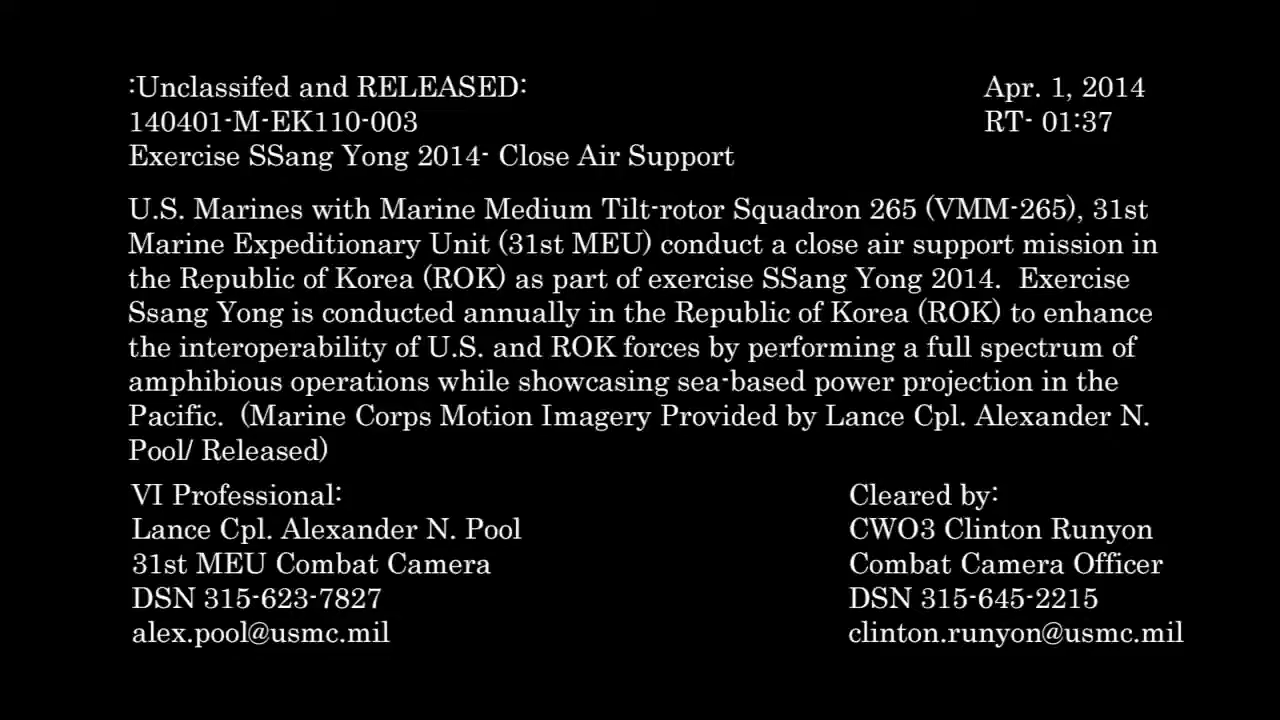 :Unclassifed and RELEASED:
Apr. 1, 2014
140401-M-EK110-003
RT- 01:37
Exercise SSang Yong 2014- Close Air Support
U.S. Marines with Marine Medium Tilt-rotor Squadron 265 (VMM-265), 31st
Marine Expeditionary Unit (31st MEU) conduct a close air support mission in
the Republic of Korea (ROK) as part of exercise SSang Yong 2014.  Exercise
Ssang Yong is conducted annually in the Republic of Korea (ROK) to enhance
the interoperability of U.S. and ROK forces by performing a full spectrum of
amphibious operations while showcasing sea-based power projection in the
Pacific.  (Marine Corps Motion Imagery Provided by Lance Cpl. Alexander N.
Pool/ Released)
VI Professional:
Lance Cpl. Alexander N. Pool
31st MEU Combat Camera
DSN 315-623-7827
alex.pool@usmc.mil
Cleared by:
CWO3 Clinton Runyon
Combat Camera Officer
DSN 315-645-2215
clinton.runyon@usmc.mil